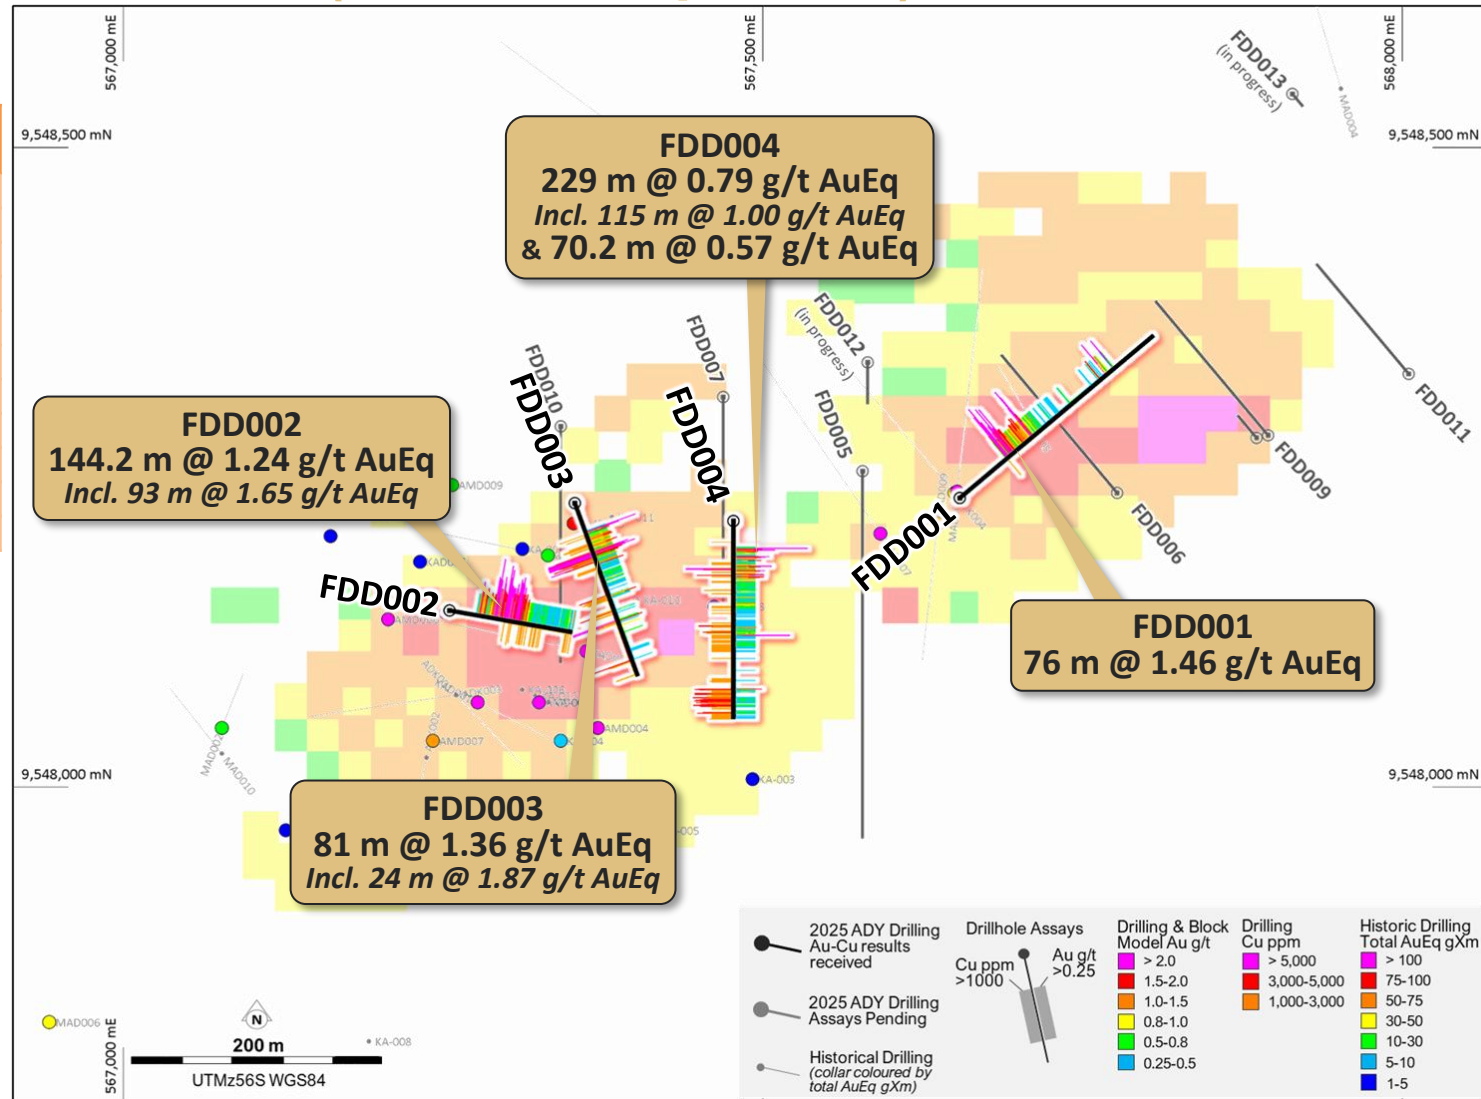 567,000 mE
567,500 mE
568,000 mE
FDD013
(in progress)
MAD004
9,548,500 mN
9,548,500 mN
FDD004
229 m @ 0.79 g/t AuEq
Incl. 115 m @ 1.00 g/t AuEq
& 70.2 m @ 0.57 g/t AuEq
FDD012
(in progress)
FDD007
FDD010
FDD003
FDD004
FDD005
FDD011
FDD009
FDD006
FDD001
FDD002
144.2 m @ 1.24 g/t AuEq
Incl. 93 m @ 1.65 g/t AuEq
AMD009
FDD002
FDD001
76 m @ 1.46 g/t AuEq
AMD004
AMD007
MAD002
MAD010
KA-003
9,548,000 mN
9,548,000 mN
FDD003
81 m @ 1.36 g/t AuEq
Incl. 24 m @ 1.87 g/t AuEq
MAD006
567,000 mE
N
200 m
UTMz56S WGS84
KA-008
2025 ADY Drilling
Au-Cu results
received
2025 ADY Drilling
Assays Pending
Historical Drilling
(collar coloured by
total AuEq gXm)
Drillhole Assays
Cu ppm
>1000
Au g/t
>0.25
Drilling & Block
Model Au g/t
> 2.0
1.5-2.0
1.0-1.5
0.8-1.0
0.5-0.8
0.25-0.5
Drilling
Cu ppm
> 5,000
3,000-5,000
1,000-3,000
Historic Drilling
Total AuEq gXm
> 100
75-100
50-75
30-50
10-30
5-10
1-5